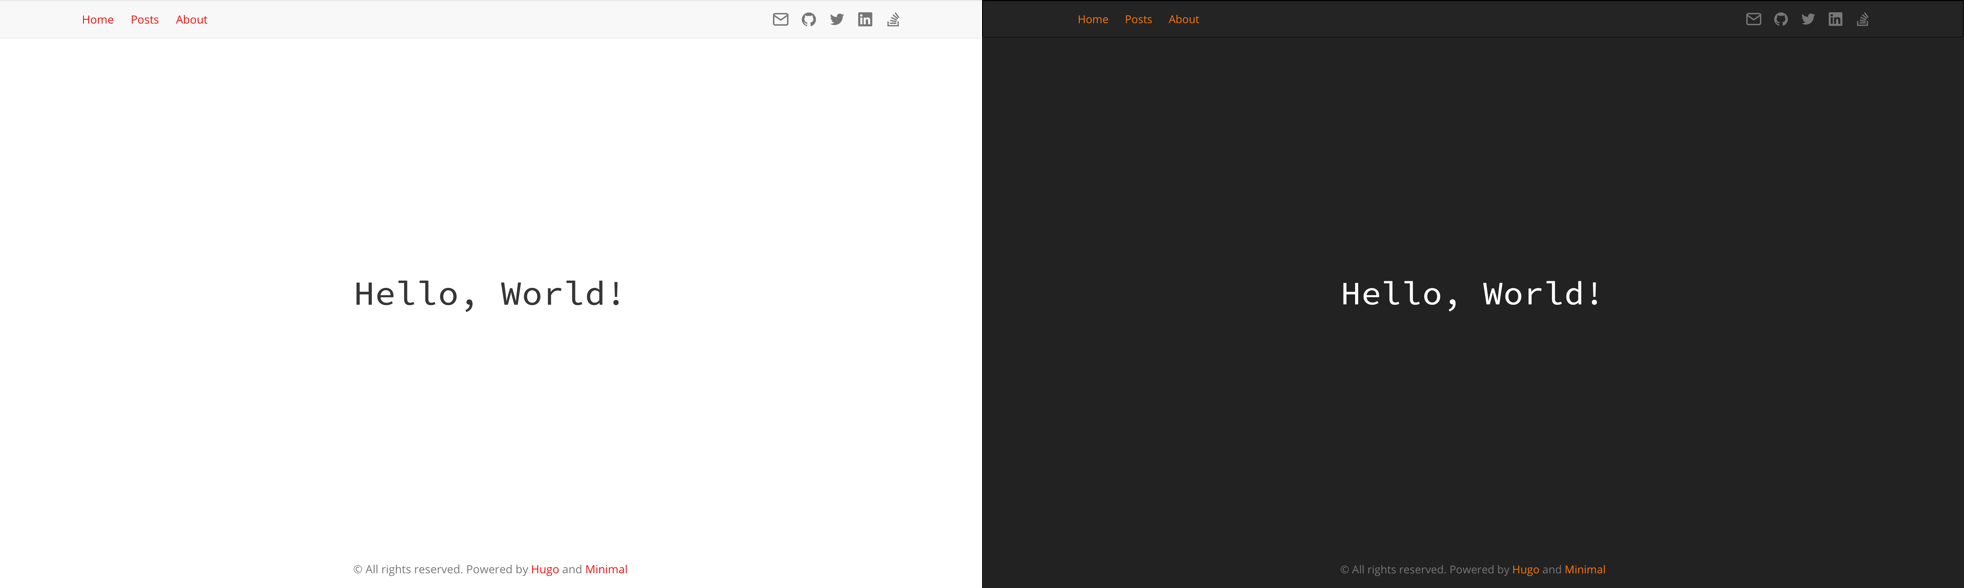 Home Posts About
Hello, World!
© All rights reserved. Powered by Hugo and Minimal
Home Posts About
Hello, World!
© All rights reserved. Powered by Hugo and Minimal